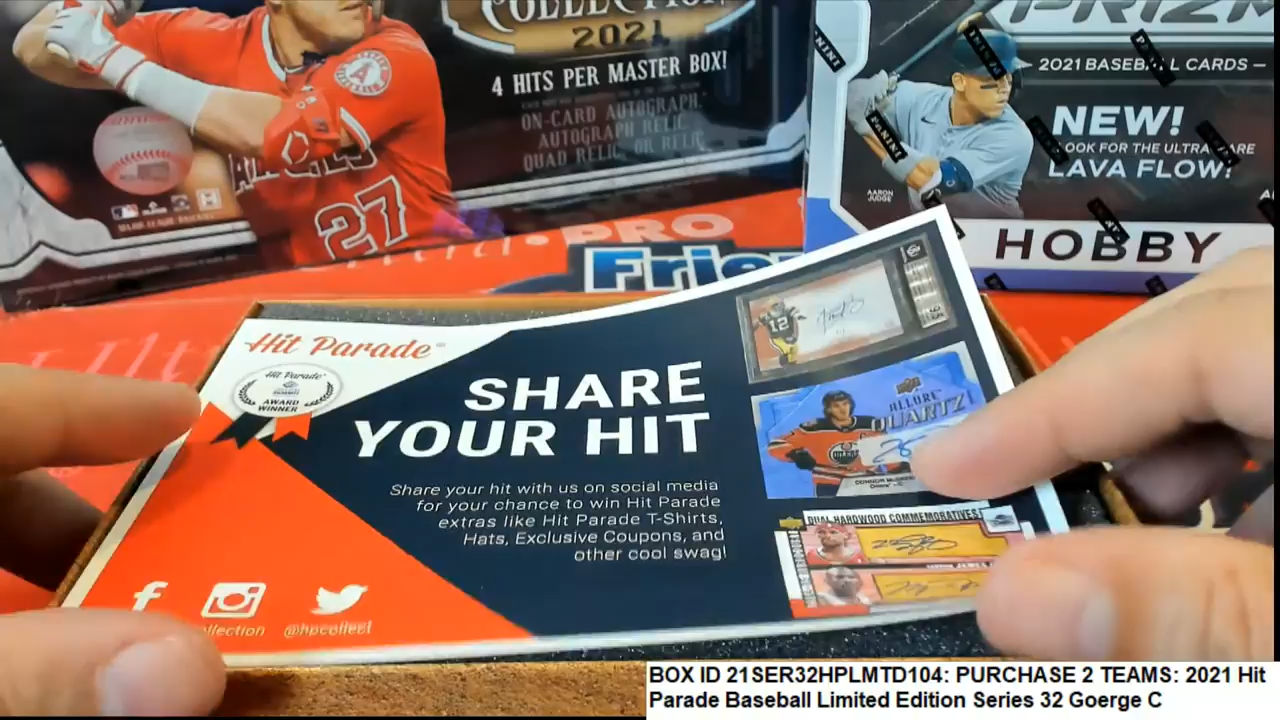 COLLECTION
2021
4 HITS PER MASTER BOX!
ON-CARD AUTOGRAPH
AUTOGRAPH RELIC
QUAD RELIC OR RELIC
27
PRIZM
2021 BASEBALL CARDS
NEW!
LOOK FOR THE ULTRA RARE
LAVA FLOW!
PANINI
PANINI
AARON
JUDGE
HOBBY
PRO
Hit Parade
Hit Parade
AWARD
WINNER
SHARE
YOUR HIT
Share your hit with us on social media
for your chance to win Hit Parade
extras like Hit Parade T-Shirts,
Hats, Exclusive Coupons, and
other cool swag!
@hpcollect
12
ALLURE
QUARTZ
DUAL HARDWOOD COMMEMORATIVES
BOX ID 21SER32HPLMTD104: PURCHASE 2 TEAMS: 2021 Hit
Parade Baseball Limited Edition Series 32 Goerge C